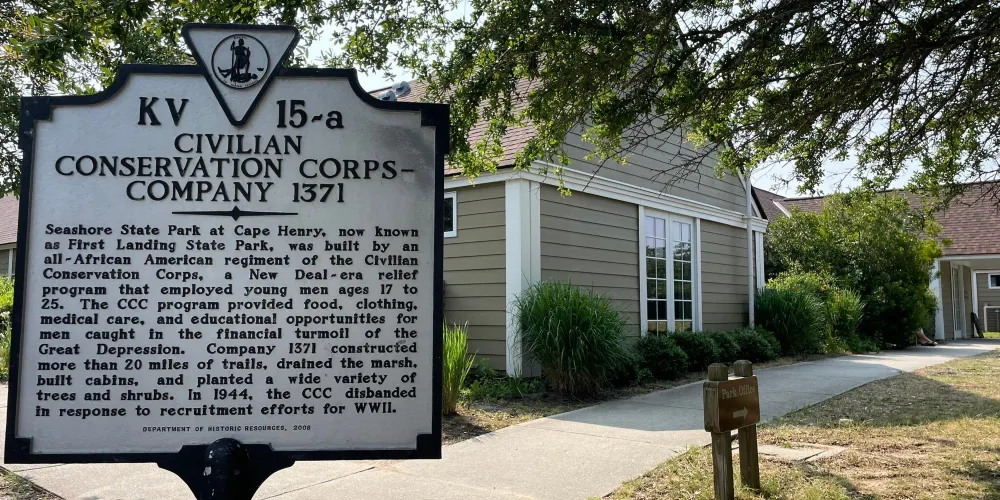 KV 15-a
CIVILIAN
CONSERVATION CORPS-
COMPANY 1371
Seashore State Park at Cape Henry, now known
as First Landing State Park, was built by an
all-African American regiment of the Civilian
Conservation Corps, a New Deal-era relief
program that employed young men ages 17 to
25. The CCC program provided food, clothing,
medical care, and educational opportunities for
men caught in the financial turmoil of the
Great Depression. Company 1371 constructed
more than 20 miles of trails, drained the marsh,
built cabins, and planted a wide variety of
trees and shrubs. In 1944, the CCC disbanded
in response to recruitment efforts for WWII.
DEPARTMENT OF HISTORIC RESOURCES, 2008
Park Office